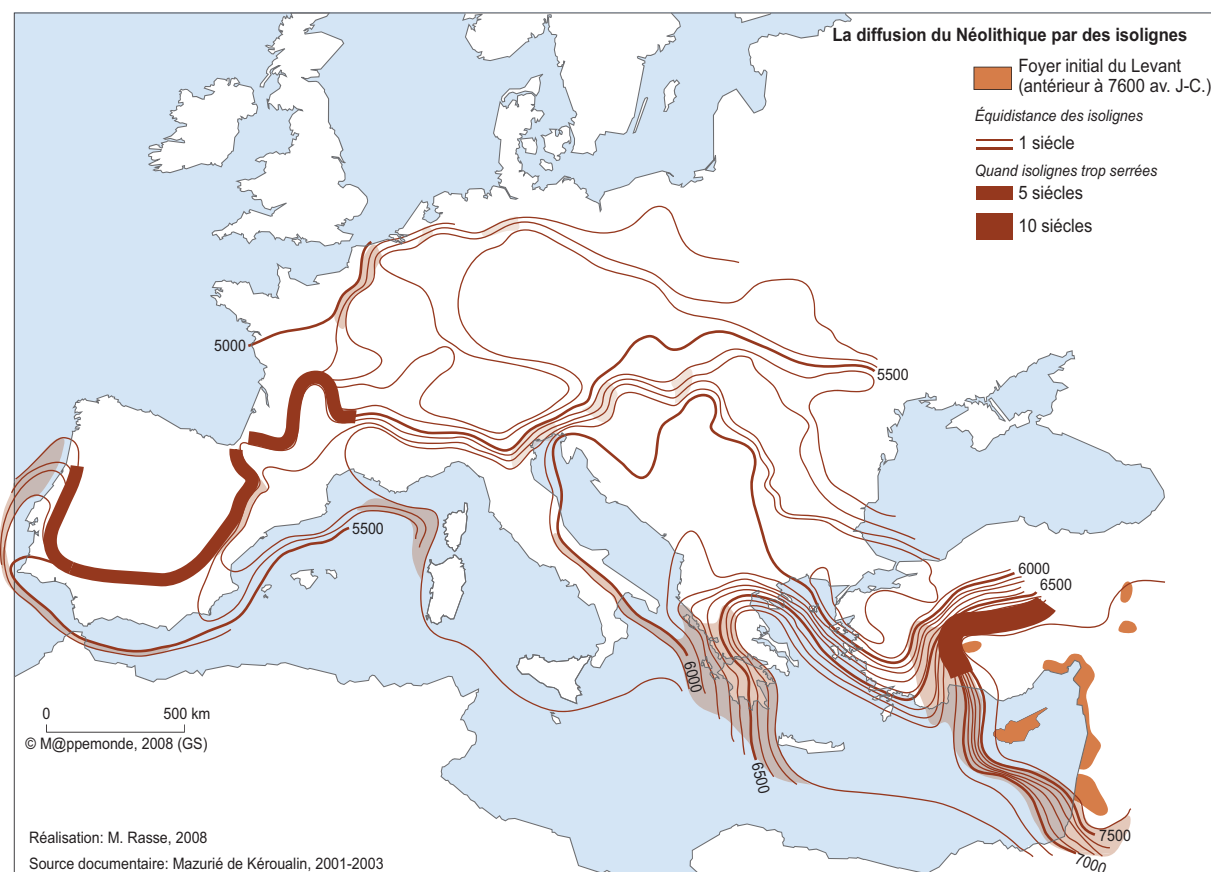 La diffusion du Néolithique par des isolignes
Foyer initial du Levant
(antérieur à 7600 av. J-C.)
Équidistance des isolignes
1 siécle
Quand isolignes trop serrées
5 siécles
10 siécles
5000
5500
5500
6000
6500
6000
6500
7500
7000
0 500 km
© M@ppemonde, 2008 (GS)
Réalisation: M. Rasse, 2008
Source documentaire: Mazurié de Kéroualin, 2001-2003